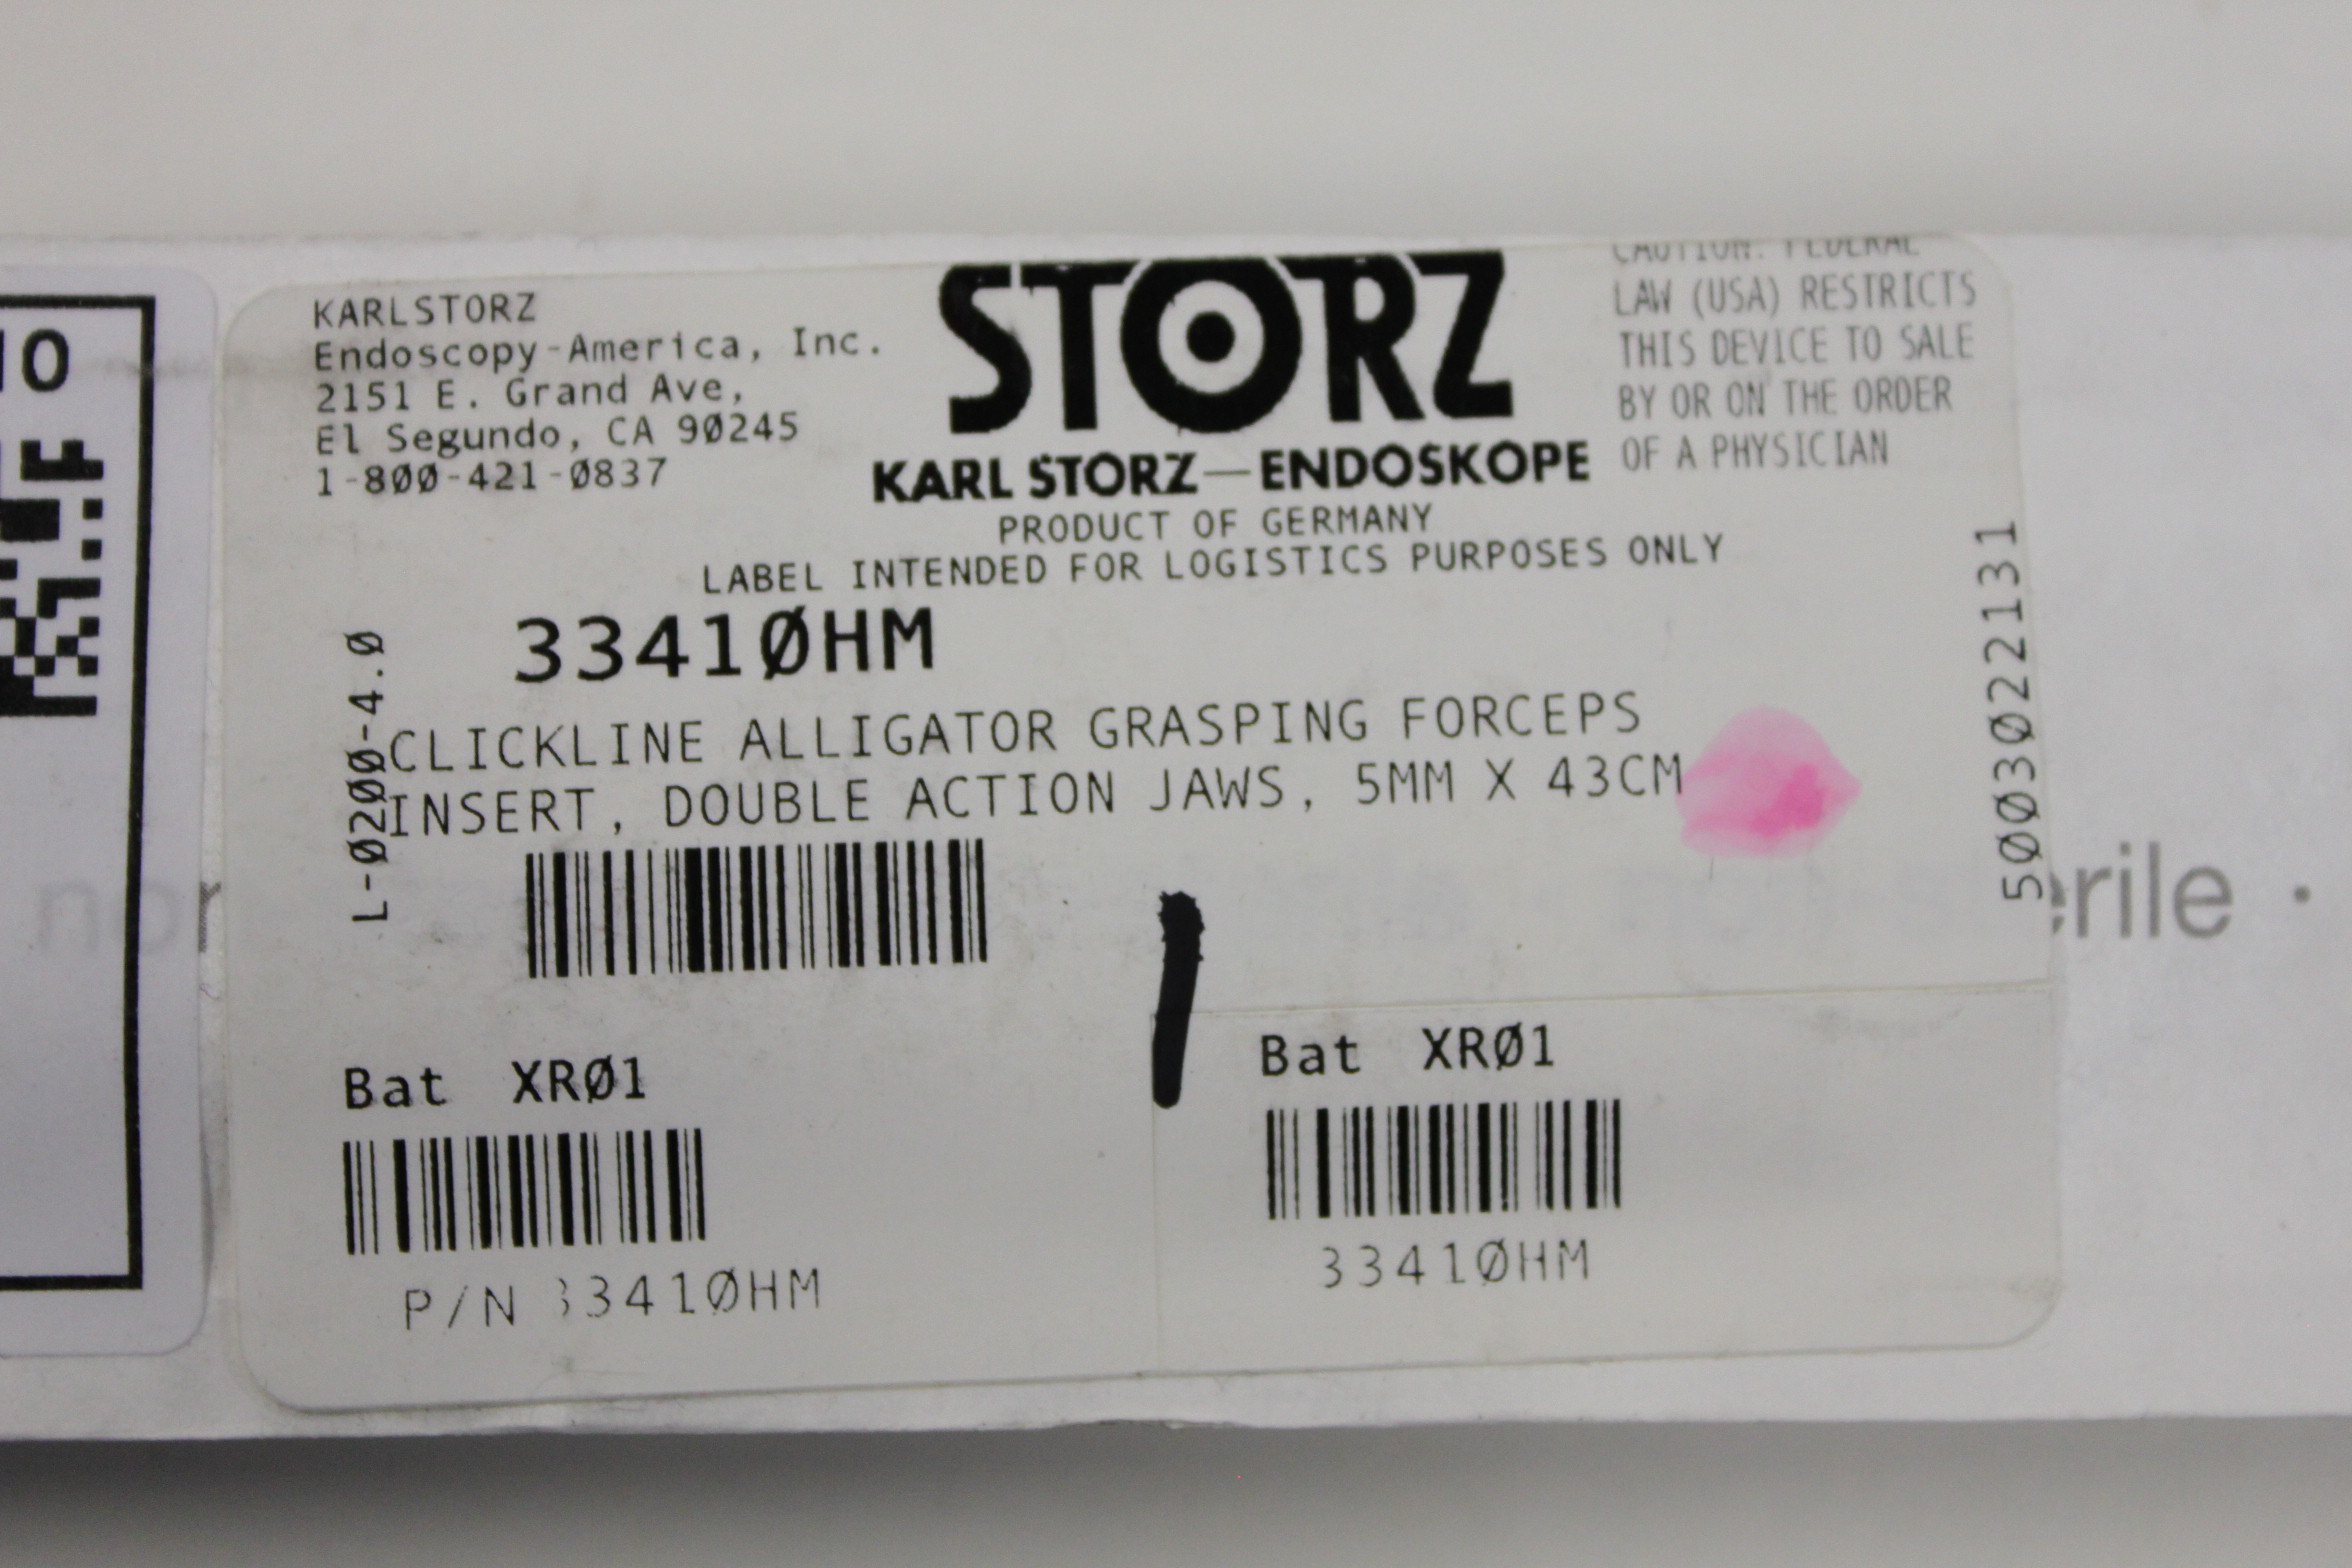 10
KARLSTORZ
Endoscopy-America, Inc.
2151 E. Grand Ave,
El Segundo, CA 90245
1-800-421-0837
STORZ
KARL STORZ—ENDOSKOPE
PRODUCT OF GERMANY
LABEL INTENDED FOR LOGISTICS PURPOSES ONLY
CAUTION: FEDERAL
LAW (USA) RESTRICTS
THIS DEVICE TO SALE
BY OR ON THE ORDER
OF A PHYSICIAN
33410HM
L-0200-4.0
CLICKLINE ALLIGATOR GRASPING FORCEPS
INSERT, DOUBLE ACTION JAWS, 5MM X 43CM
5003022131
Bat XR01
P/N 33410HM
Bat XR01
33410HM